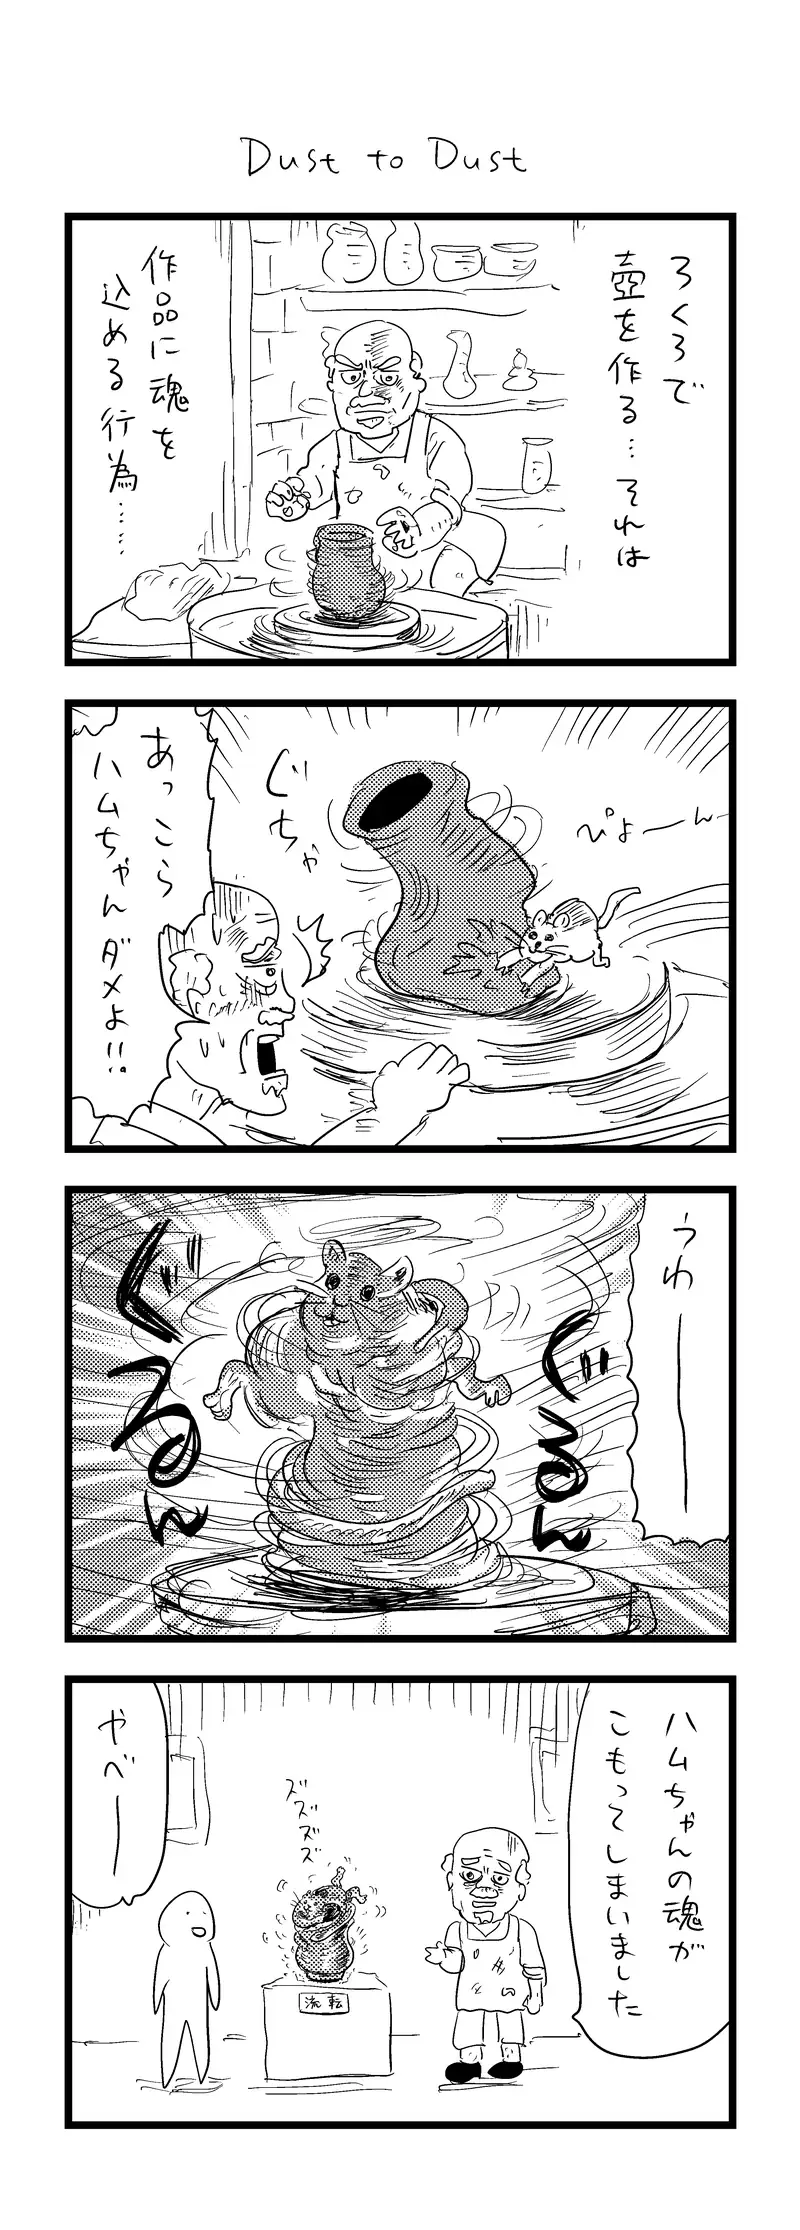 Dust to Dust
ろくろで
壺を作る…それは
作品に魂を
込める行為……
ぴょーん
ぐちゃ
あっこら
ハムちゃんダメよ!!
うわー
ぐるん
ぐるん
ハムちゃんの魂が
こもってしまいました
ズズズズ
やべー
流転